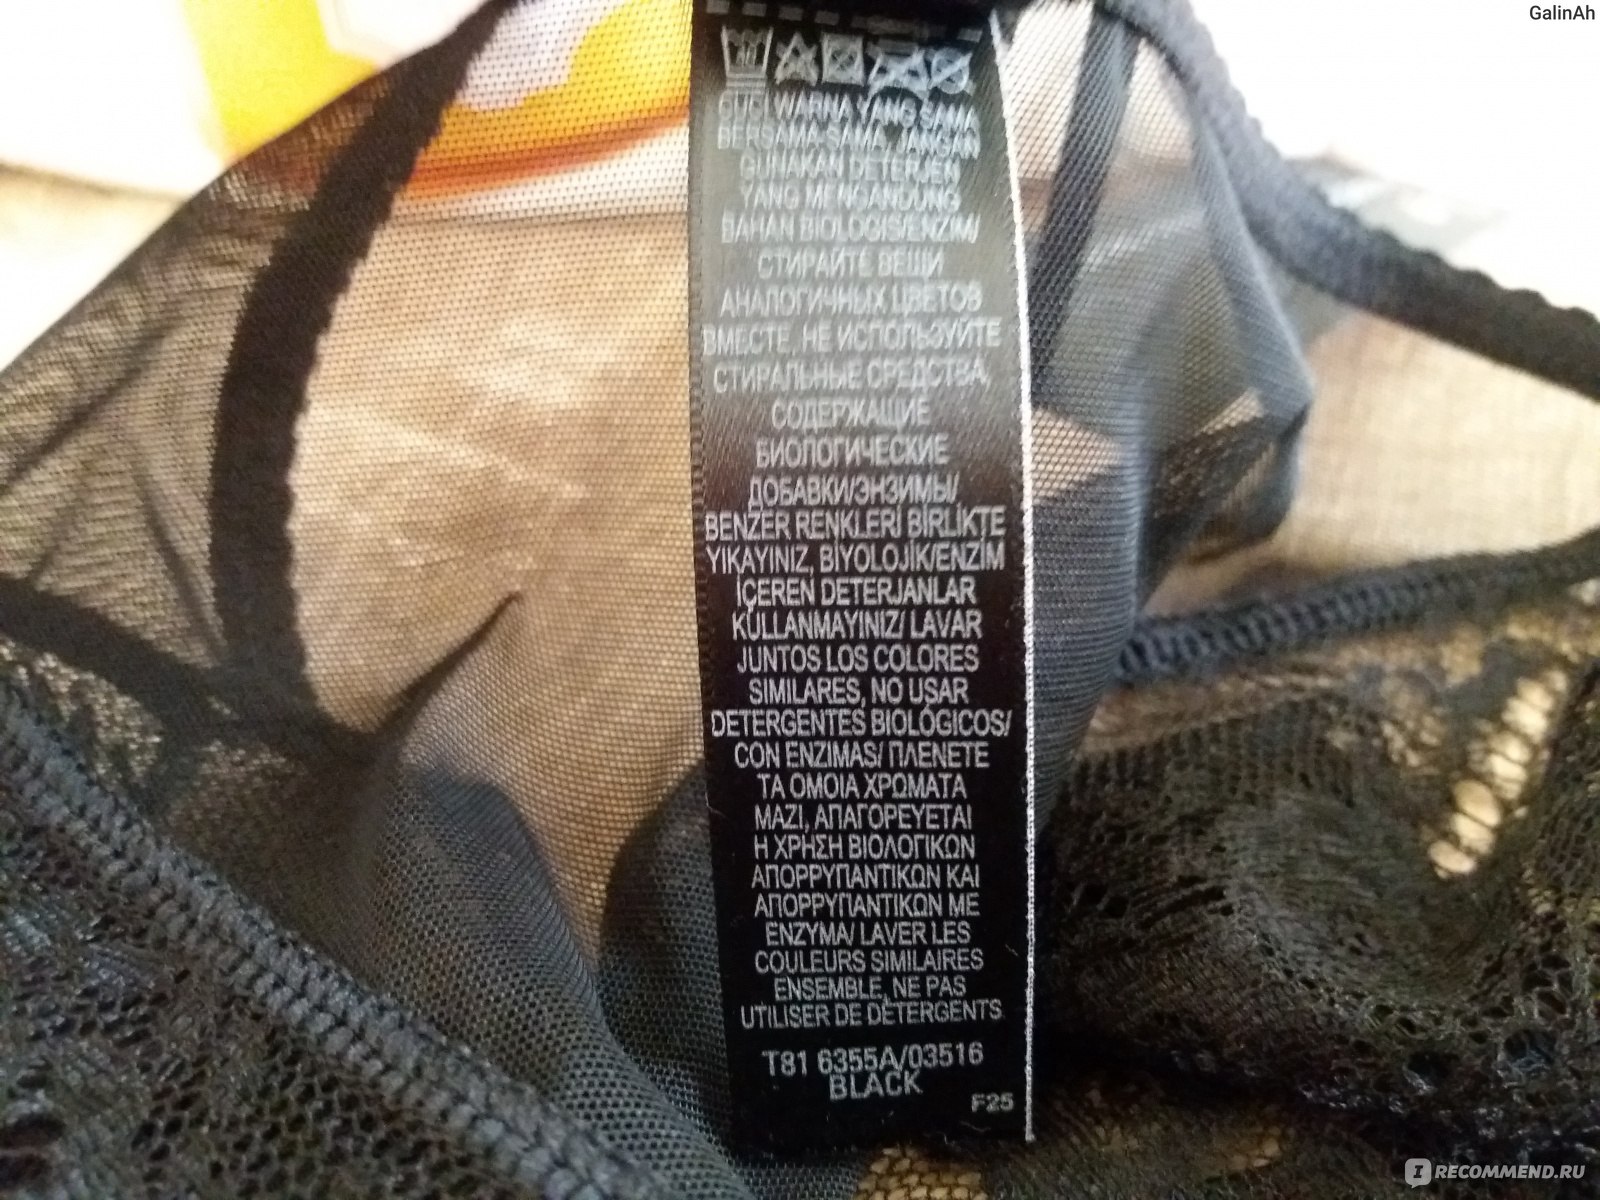 GalinAh
CUCI WARNA YANG SAMA
BERSAMA-SAMA, JANGAN
GUNAKAN DETERJEN
YANG MENGANDUNG
BAHAN BIOLOGIS/ENZIM/
СТИРАЙТЕ ВЕЩИ
АНАЛОГИЧНЫХ ЦВЕТОВ
ВМЕСТЕ, НЕ ИСПОЛЬЗУЙТЕ
СТИРАЛЬНЫЕ СРЕДСТВА,
СОДЕРЖАЩИЕ
БИОЛОГИЧЕСКИЕ
ДОБАВКИ/ЭНЗИМЫ/
BENZER RENKLERİ BİRLİKTE
YIKAYINIZ, BİYOLOJİK/ENZİM
İÇEREN DETERJANLAR
KULLANMAYINIZ/ LAVAR
JUNTOS LOS COLORES
SIMILARES, NO USAR
DETERGENTES BIOLÓGICOS/
CON ENZIMAS/ ΠΛΕΝΕΤΕ
ΤΑ ΟΜΟΙΑ ΧΡΩΜΑΤΑ
ΜΑΖΙ, ΑΠΑΓΟΡΕΥΕΤΑΙ
Η ΧΡΗΣΗ ΒΙΟΛΟΓΙΚΩΝ
ΑΠΟΡΡΥΠΑΝΤΙΚΩΝ ΚΑΙ
ΑΠΟΡΡΥΠΑΝΤΙΚΩΝ ΜΕ
ΕΝΖΥΜΑ/ LAVER LES
COULEURS SIMILAIRES
ENSEMBLE, NE PAS
UTILISER DE DÉTERGENTS
T81 6355A/03516
BLACK
F25
IRECOMMEND.RU